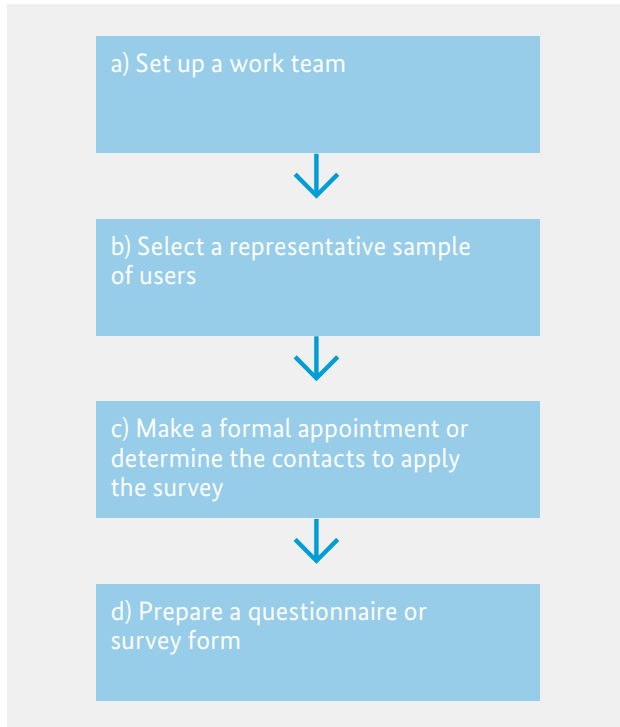 a) Set up a work team
b) Select a representative sample
of users
c) Make a formal appointment or
determine the contacts to apply
the survey
d) Prepare a questionnaire or
survey form